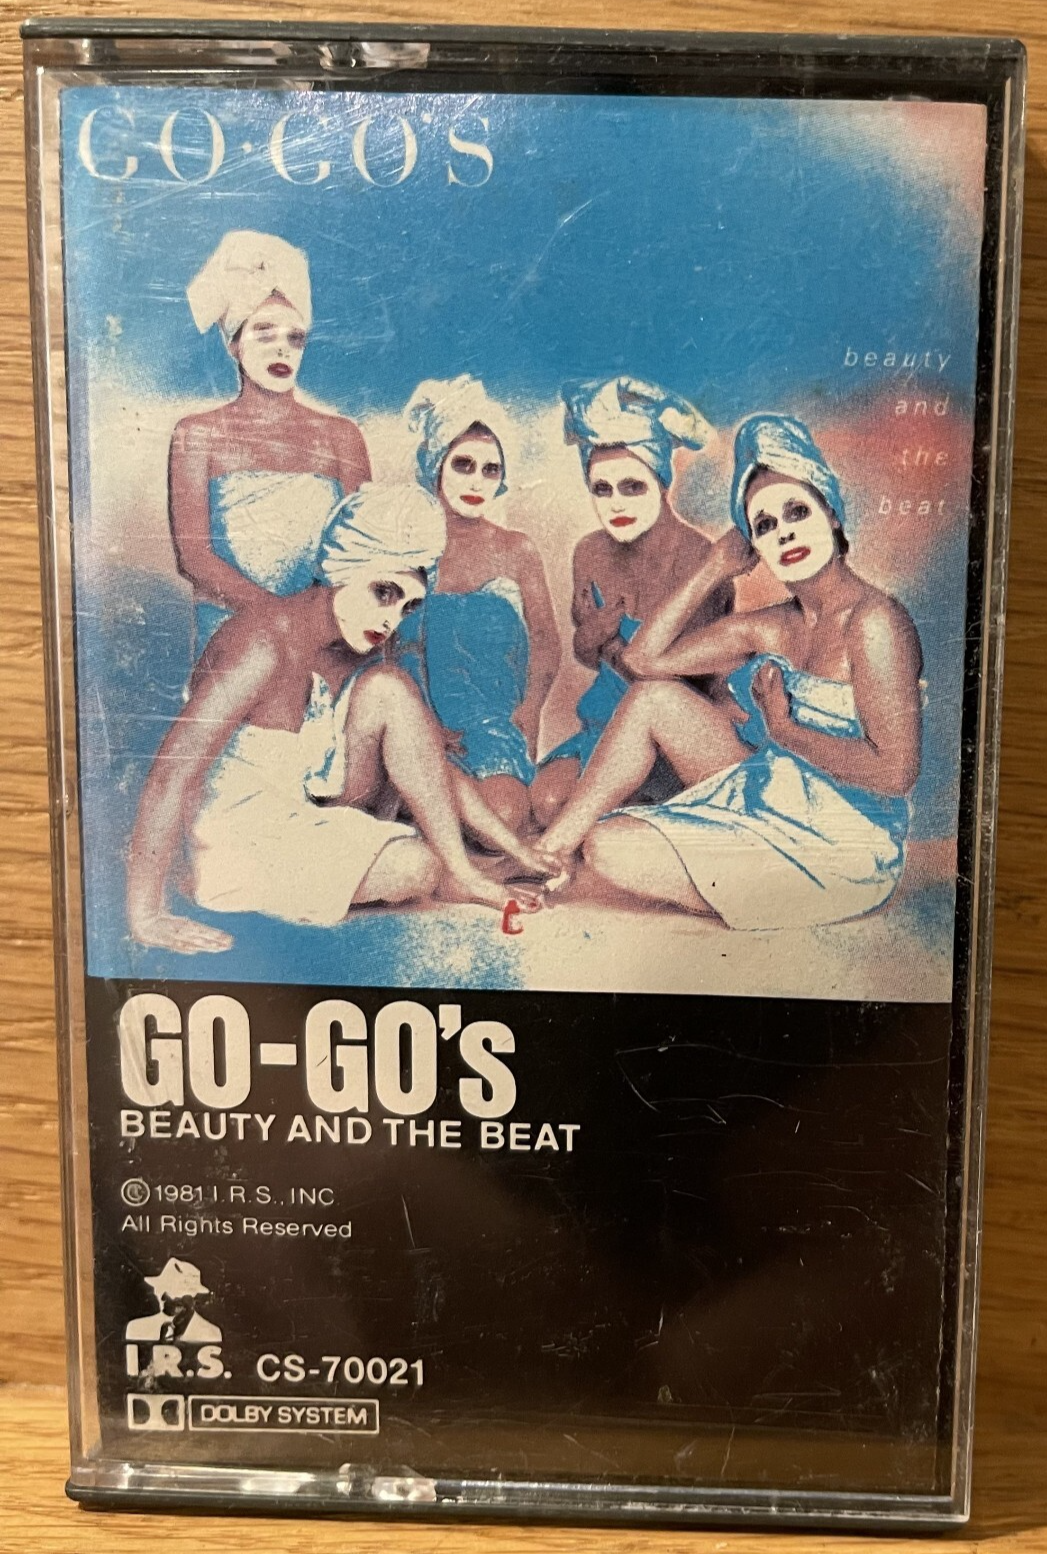 GO·GO'S
beauty
and
the
beat
GO-GO's
BEAUTY AND THE BEAT
© 1981 I.R.S., INC.
All Rights Reserved
I.R.S. CS-70021
DOLBY SYSTEM